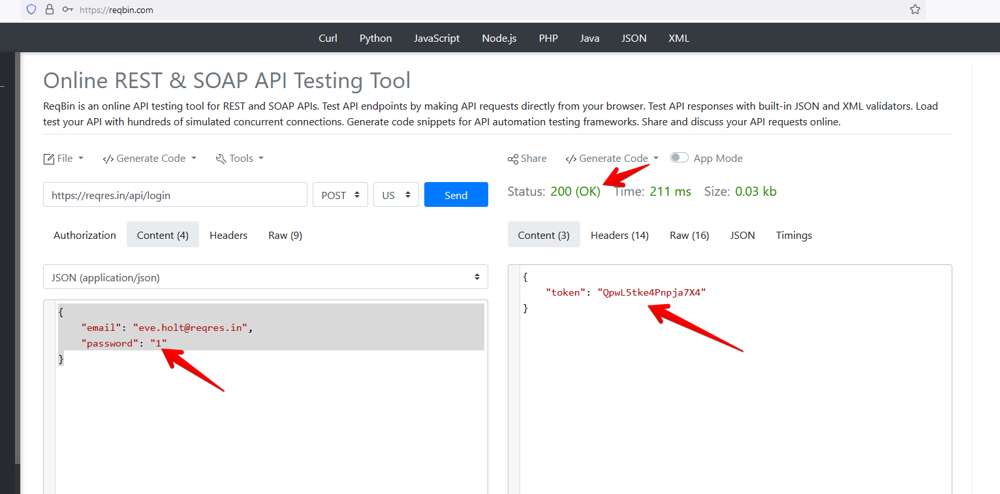 https://reqbin.com
Curl Python JavaScript Node.js PHP Java JSON XML
Online REST & SOAP API Testing Tool
ReqBin is an online API testing tool for REST and SOAP APIs. Test API endpoints by making API requests directly from your browser. Test API responses with built-in JSON and XML validators. Load
test your API with hundreds of simulated concurrent connections. Generate code snippets for API automation testing frameworks. Share and discuss your API requests online.
File Generate Code Tools
Share Generate Code App Mode
https://reqres.in/api/login POST US Send
Status: 200 (OK) Time: 211 ms Size: 0.03 kb
Authorization Content (4) Headers Raw (9)
Content (3) Headers (14) Raw (16) JSON Timings
JSON (application/json)
{
"email": "eve.holt@reqres.in",
"password": "1"
}
{
"token": "QpwL5tke4Pnpja7X4"
}